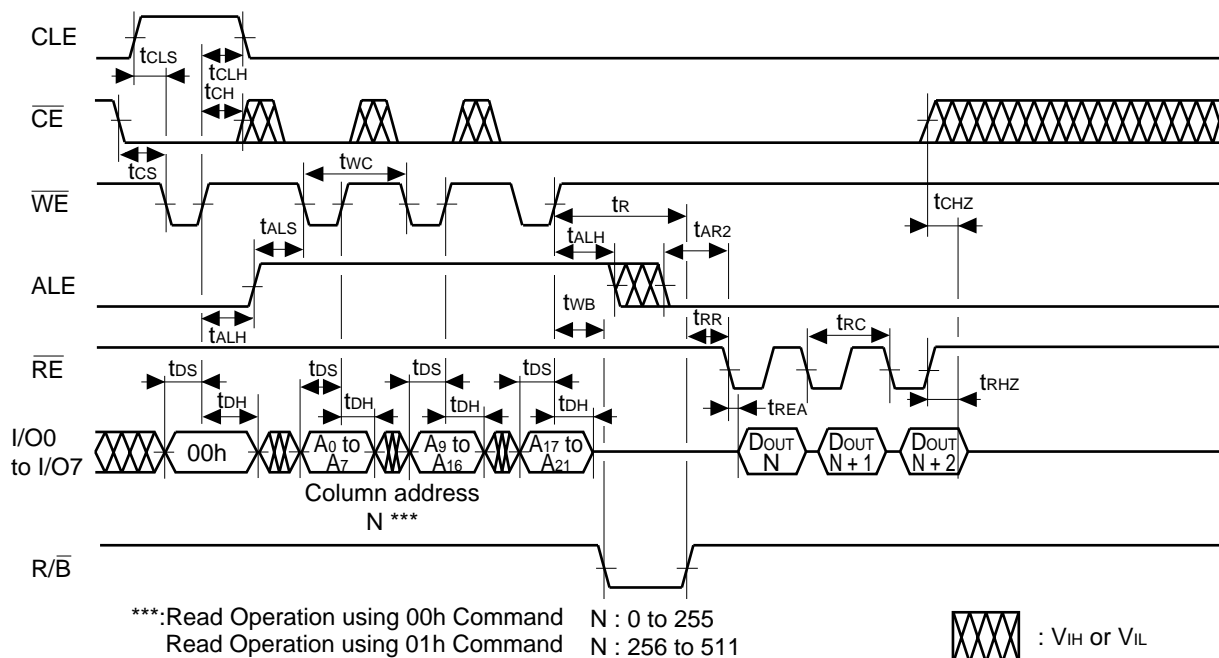 CLE
tCLS
tCLH
tCH
CE
tCS
tWC
WE
tR
tCHZ
tALS
tALH
tAR2
ALE
tWB
tALH
tRR
tRC
RE
tDS
tDS
tDS
tDS
tRHZ
tDH
tDH
tDH
tDH
tREA
I/O0
to I/O7
00h
A0 to
A7
A9 to
A16
A17 to
A21
DOUT
N
DOUT
N + 1
DOUT
N + 2
Column address
N ***
R/B
***:Read Operation using 00h Command N : 0 to 255
Read Operation using 01h Command N : 256 to 511
: VIH or VIL